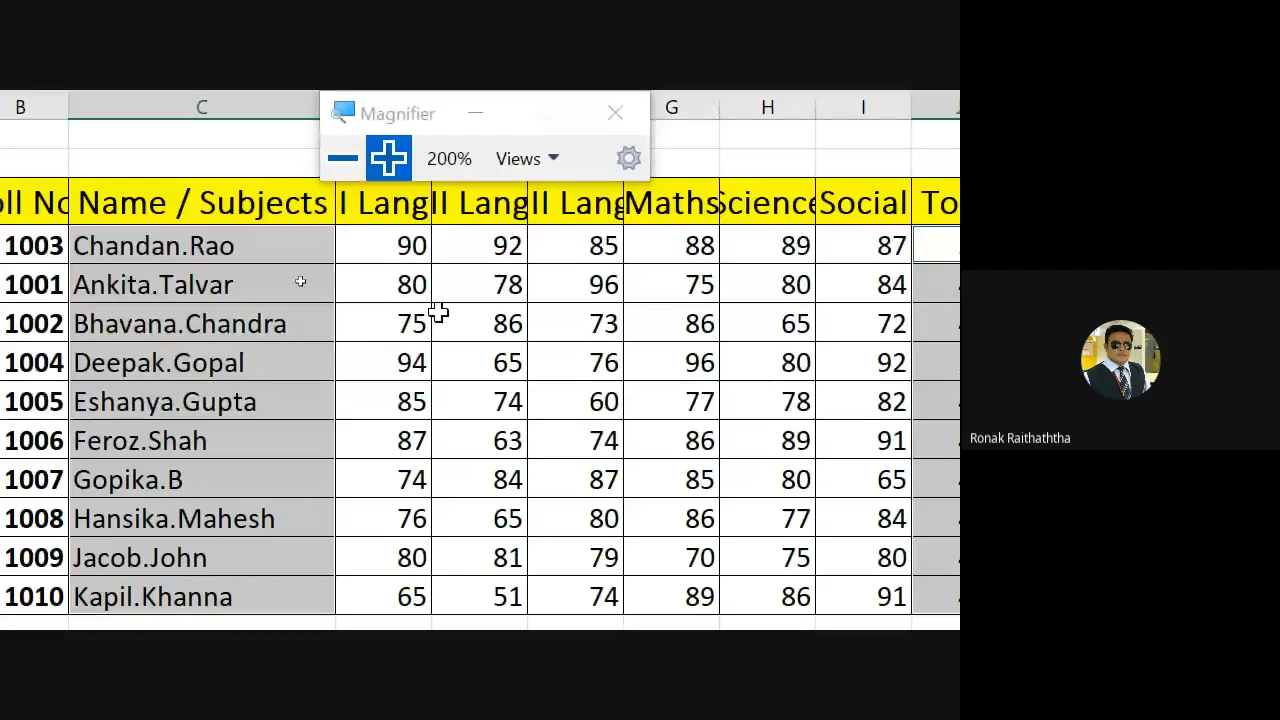 B C G H I
Magnifier
200% Views
oll No Name / Subjects I Lang II Lang II Lang Maths Science Social To
1003 Chandan.Rao 90 92 85 88 89 87
1001 Ankita.Talvar 80 78 96 75 80 84
1002 Bhavana.Chandra 75 86 73 86 65 72
1004 Deepak.Gopal 94 65 76 96 80 92
1005 Eshanya.Gupta 85 74 60 77 78 82
1006 Feroz.Shah 87 63 74 86 89 91
1007 Gopika.B 74 84 87 85 80 65
1008 Hansika.Mahesh 76 65 80 86 77 84
1009 Jacob.John 80 81 79 70 75 80
1010 Kapil.Khanna 65 51 74 89 86 91
Ronak Raithaththa